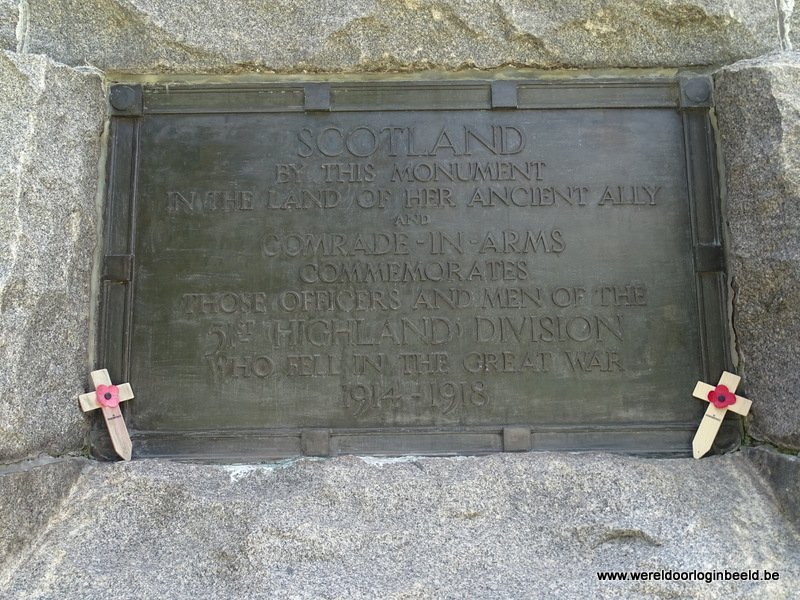 SCOTLAND
BY THIS MONUMENT
IN THE LAND OF HER ANCIENT ALLY
AND
COMRADE-IN-ARMS
COMMEMORATES
THOSE OFFICERS AND MEN OF THE
51ST (HIGHLAND) DIVISION
WHO FELL IN THE GREAT WAR
1914-1918
www.wereldoorloginbeeld.be